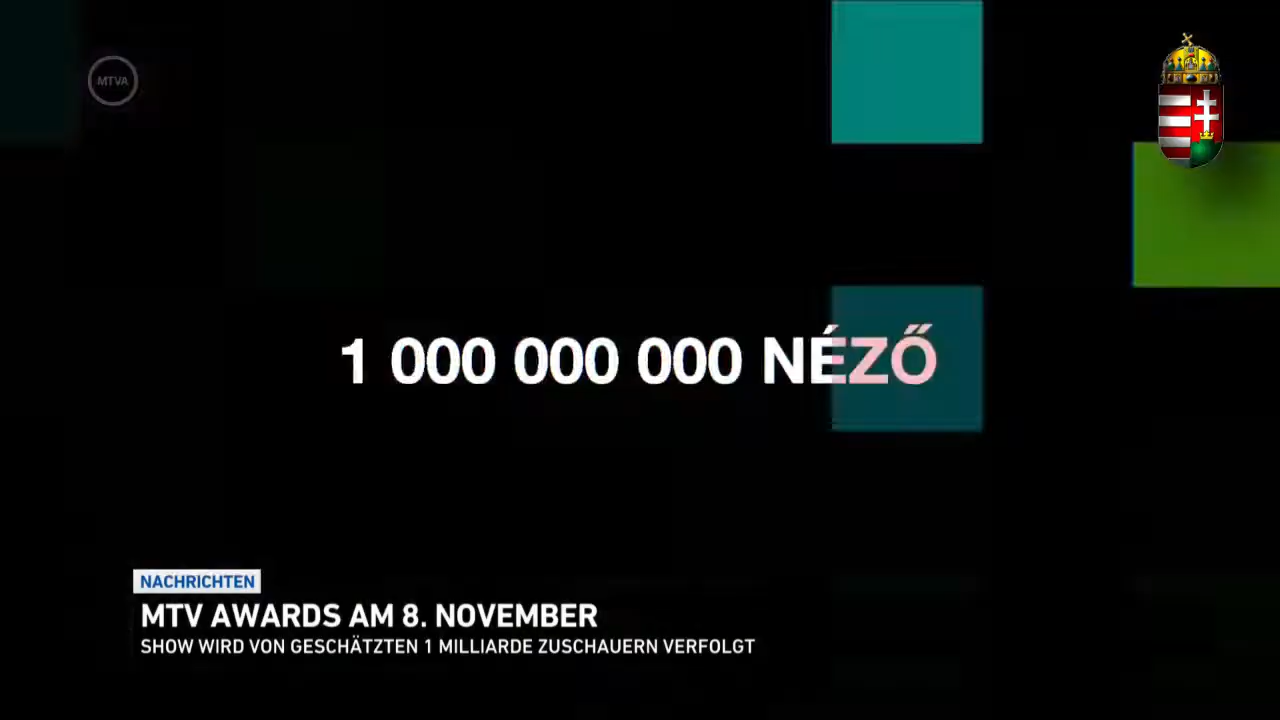 MTVA
1 000 000 000 NÉZŐ
NACHRICHTEN
MTV AWARDS AM 8. NOVEMBER
SHOW WIRD VON GESCHÄTZTEN 1 MILLIARDE ZUSCHAUERN VERFOLGT